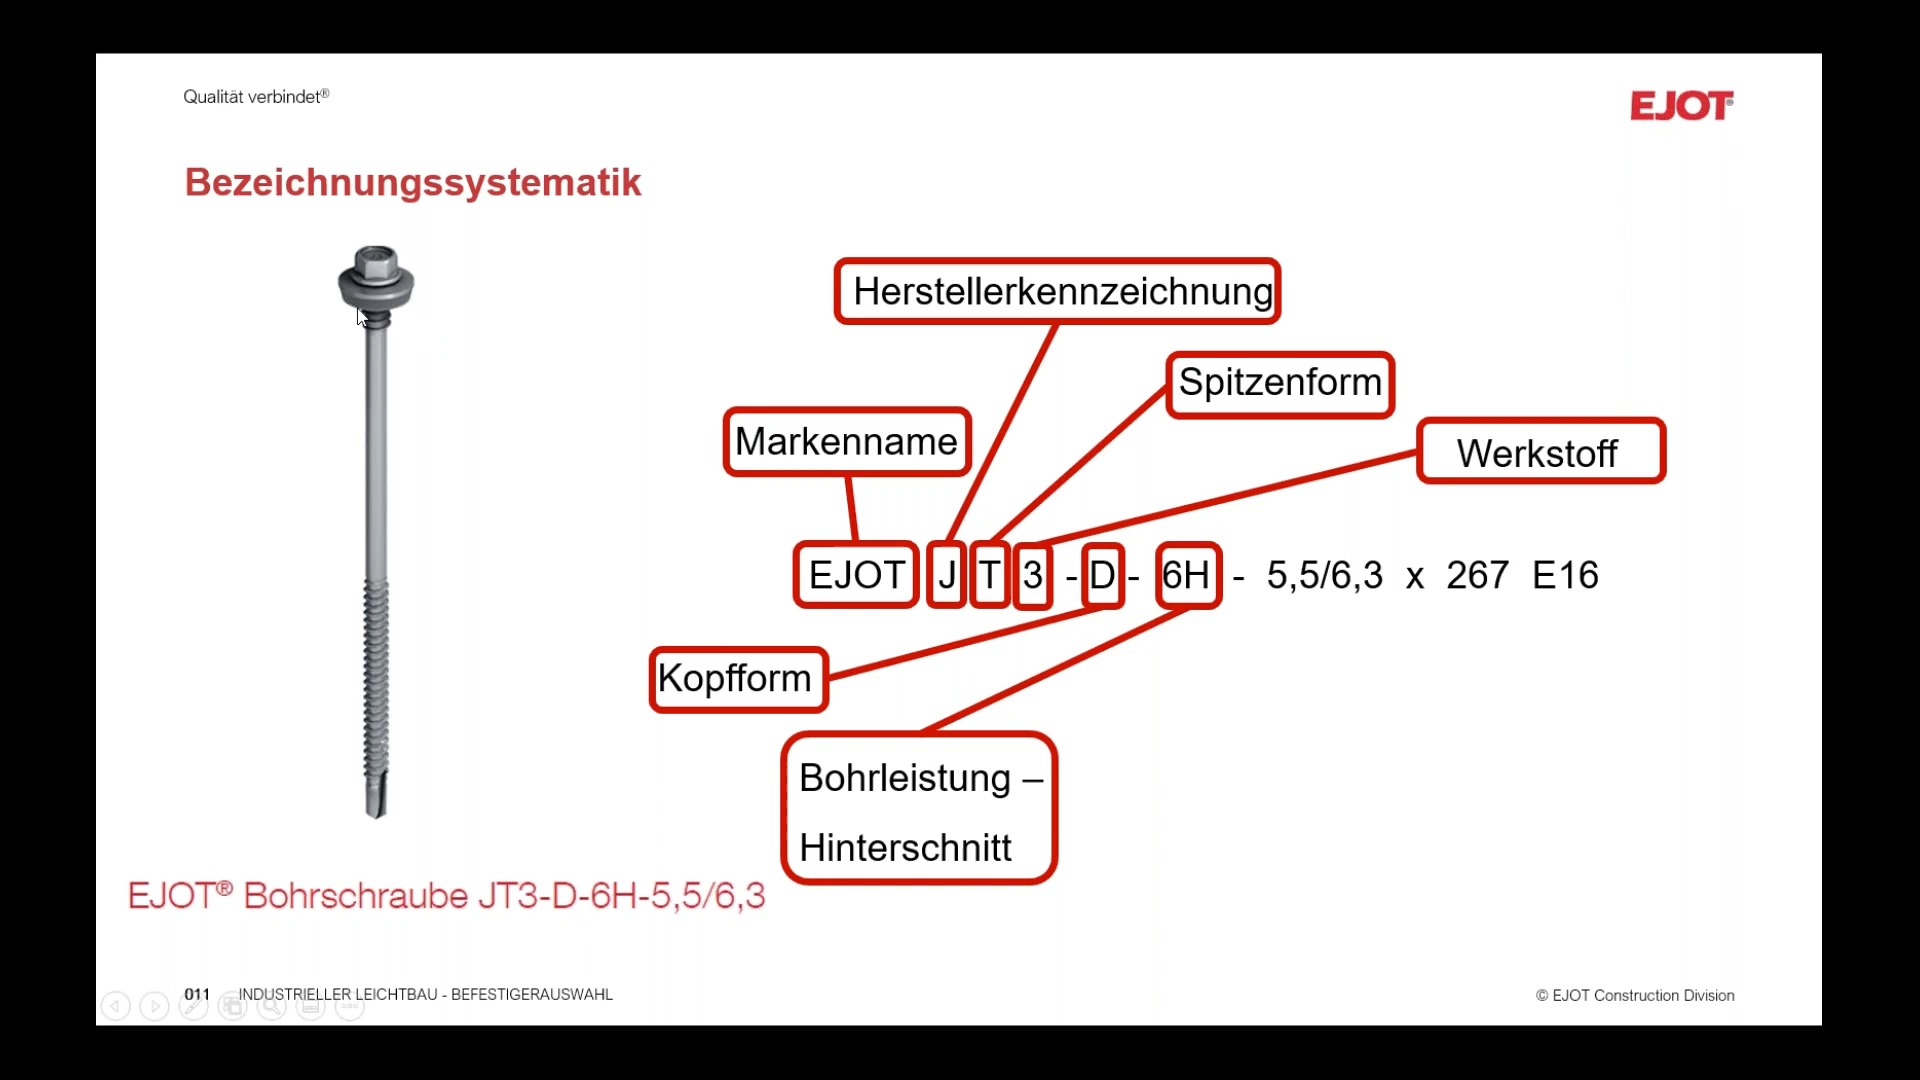 Qualität verbindet®
EJOT®
Bezeichnungssystematik
Herstellerkennzeichnung
Spitzenform
Markenname
Werkstoff
EJOT J T 3 - D - 6H - 5,5/6,3 x 267 E16
Kopfform
Bohrleistung –
Hinterschnitt
EJOT® Bohrschraube JT3-D-6H-5,5/6,3
011 INDUSTRIELLER LEICHTBAU - BEFESTIGERAUSWAHL
© EJOT Construction Division